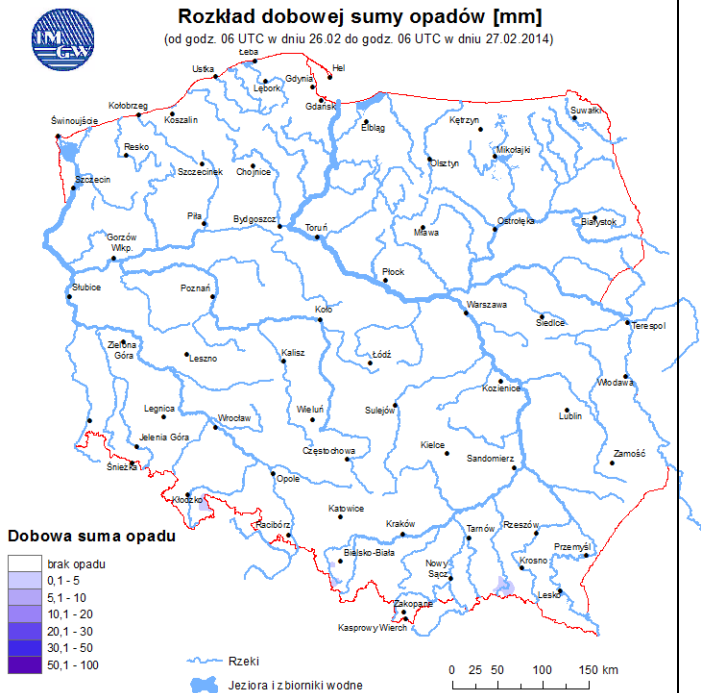 Rozkład dobowej sumy opadów [mm]
(od godz. 06 UTC w dniu 26.02 do godz. 06 UTC w dniu 27.02.2014)
IM
GW
Łeba
Ustka
Hel
Gdynia
Lębork
Gdańsk
Kołobrzeg
Koszalin
Świnoujście
Elbląg
Kętrzyn
Suwałki
Resko
Mikołajki
Olsztyn
Szczecinek
Chojnice
Szczecin
Piła
Bydgoszcz
Toruń
Mława
Ostrołęka
Białystok
Gorzów
Wlkp.
Płock
Słubice
Poznań
Koło
Warszawa
Siedlce
Terespol
Zielona
Góra
Leszno
Kalisz
Łódź
Kozienice
Włodawa
Legnica
Wrocław
Wieluń
Sulejów
Lublin
Jelenia Góra
Częstochowa
Kielce
Sandomierz
Zamość
Śnieżka
Opole
Kłodzko
Katowice
Racibórz
Kraków
Tarnów
Rzeszów
Przemyśl
Bielsko-Biała
Nowy
Sącz
Krosno
Lesko
Zakopane
Kasprowy Wierch
Dobowa suma opadu
brak opadu
0,1 - 5
5,1 - 10
10,1 - 20
20,1 - 30
30,1 - 50
50,1 - 100
Rzeki
Jeziora i zbiorniki wodne
0 25 50 100 150 km